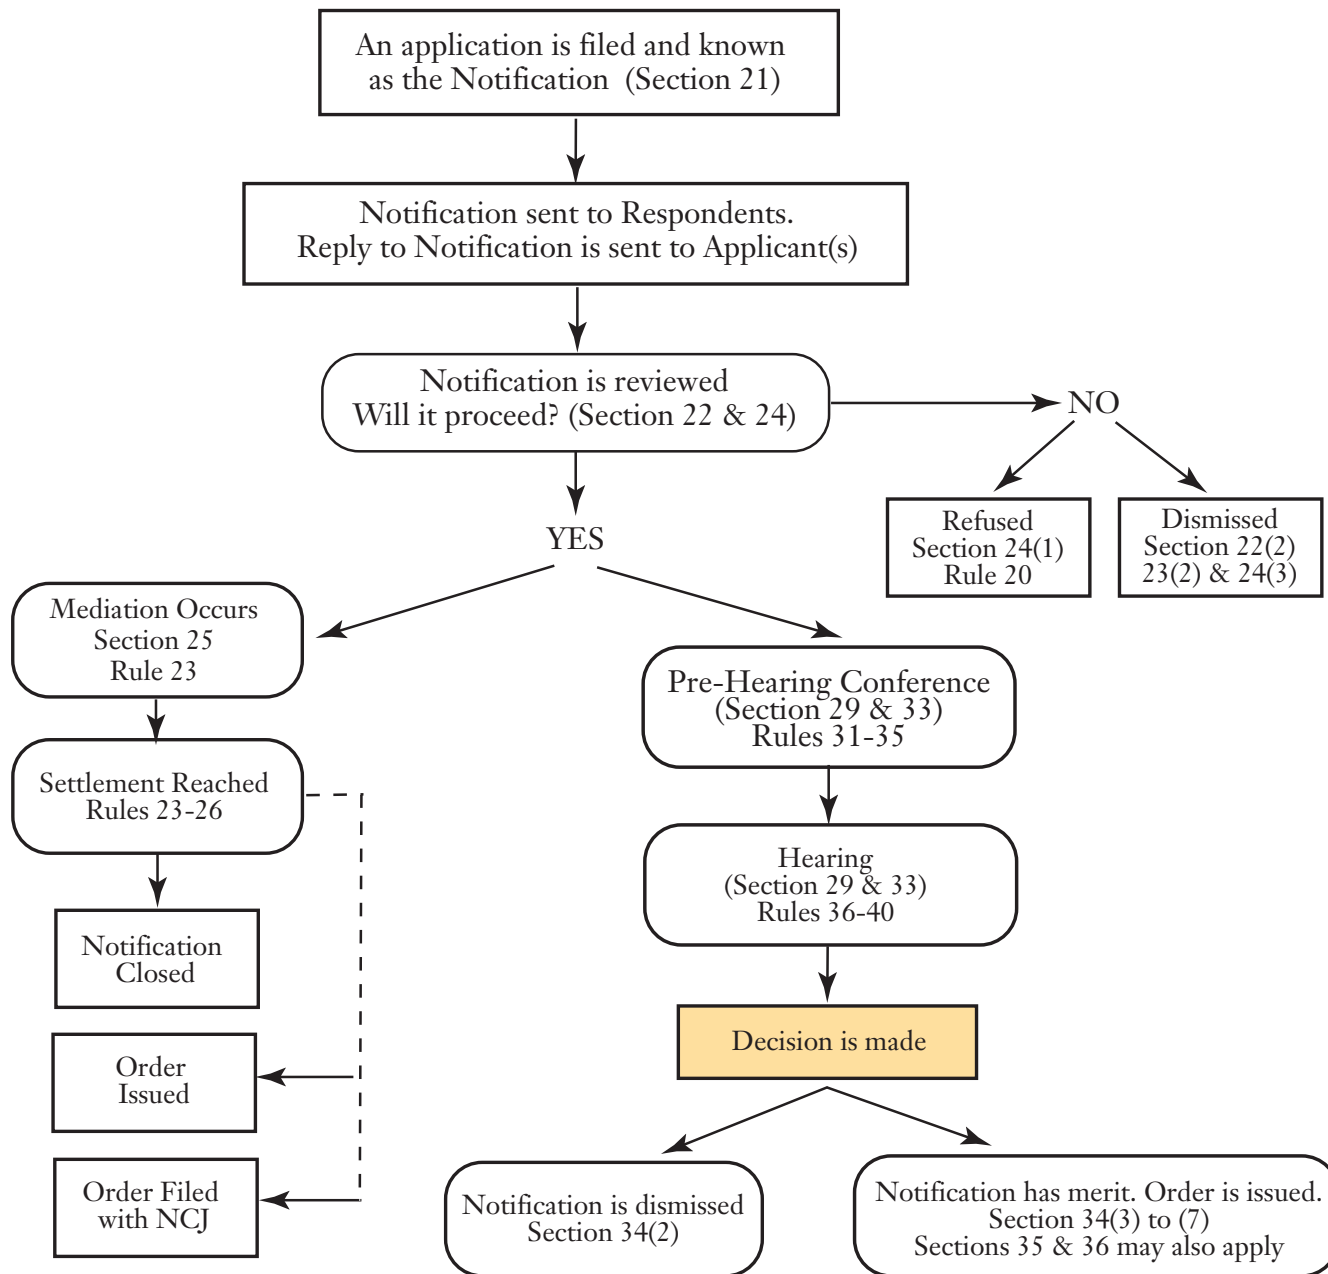 An application is filed and known
as the Notification (Section 21)
Notification sent to Respondents.
Reply to Notification is sent to Applicant(s)
Notification is reviewed
Will it proceed? (Section 22 & 24)
NO
Refused
Section 24(1)
Rule 20
Dismissed
Section 22(2)
23(2) & 24(3)
YES
Mediation Occurs
Section 25
Rule 23
Settlement Reached
Rules 23-26
Notification
Closed
Order
Issued
Order Filed
with NCJ
Pre-Hearing Conference
(Section 29 & 33)
Rules 31-35
Hearing
(Section 29 & 33)
Rules 36-40
Decision is made
Notification is dismissed
Section 34(2)
Notification has merit. Order is issued.
Section 34(3) to (7)
Sections 35 & 36 may also apply